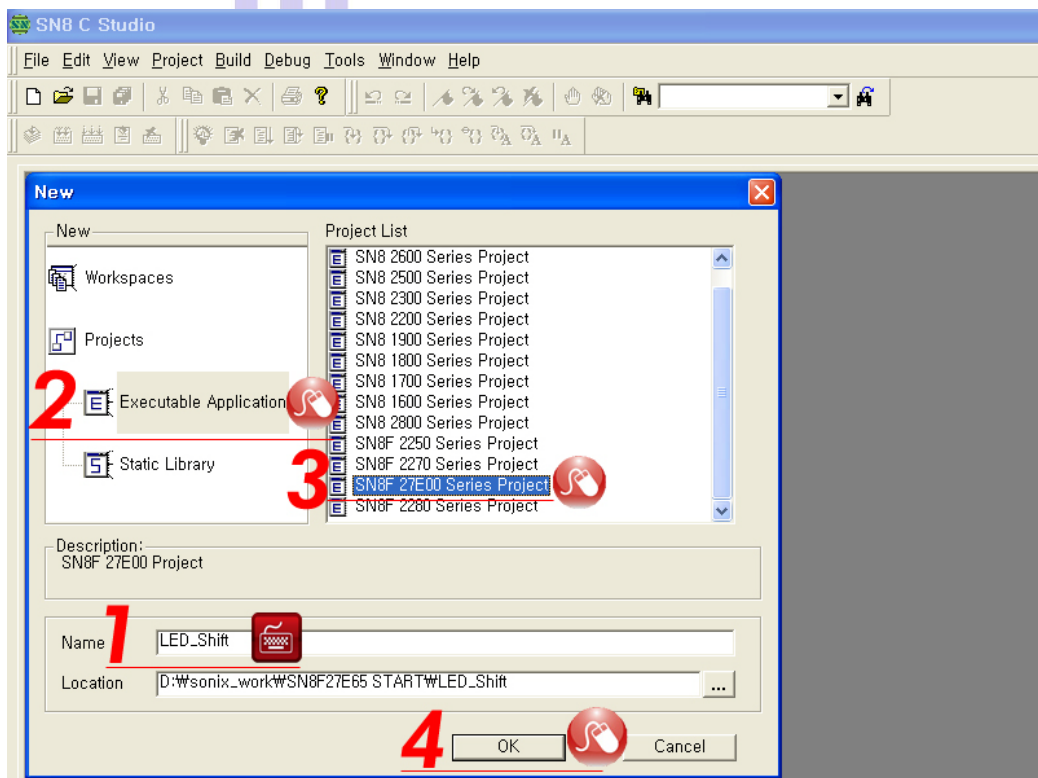 SN8 C Studio
File Edit View Project Build Debug Tools Window Help
New
New
Workspaces
Projects
2
Executable Application
Static Library
Project List
SN8 2600 Series Project
SN8 2500 Series Project
SN8 2300 Series Project
SN8 2200 Series Project
SN8 1900 Series Project
SN8 1800 Series Project
SN8 1700 Series Project
SN8 1600 Series Project
SN8 2800 Series Project
SN8F 2250 Series Project
SN8F 2270 Series Project
3
SN8F 27E00 Series Project
SN8F 2280 Series Project
Description:
SN8F 27E00 Project
1
Name LED_Shift
Location D:₩sonix_work₩SN8F27E65 START₩LED_Shift ...
4
OK Cancel